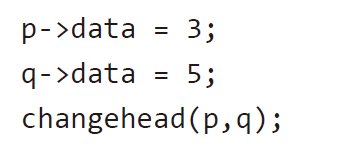 p->data = 3;
q->data = 5;
changehead(p,q);